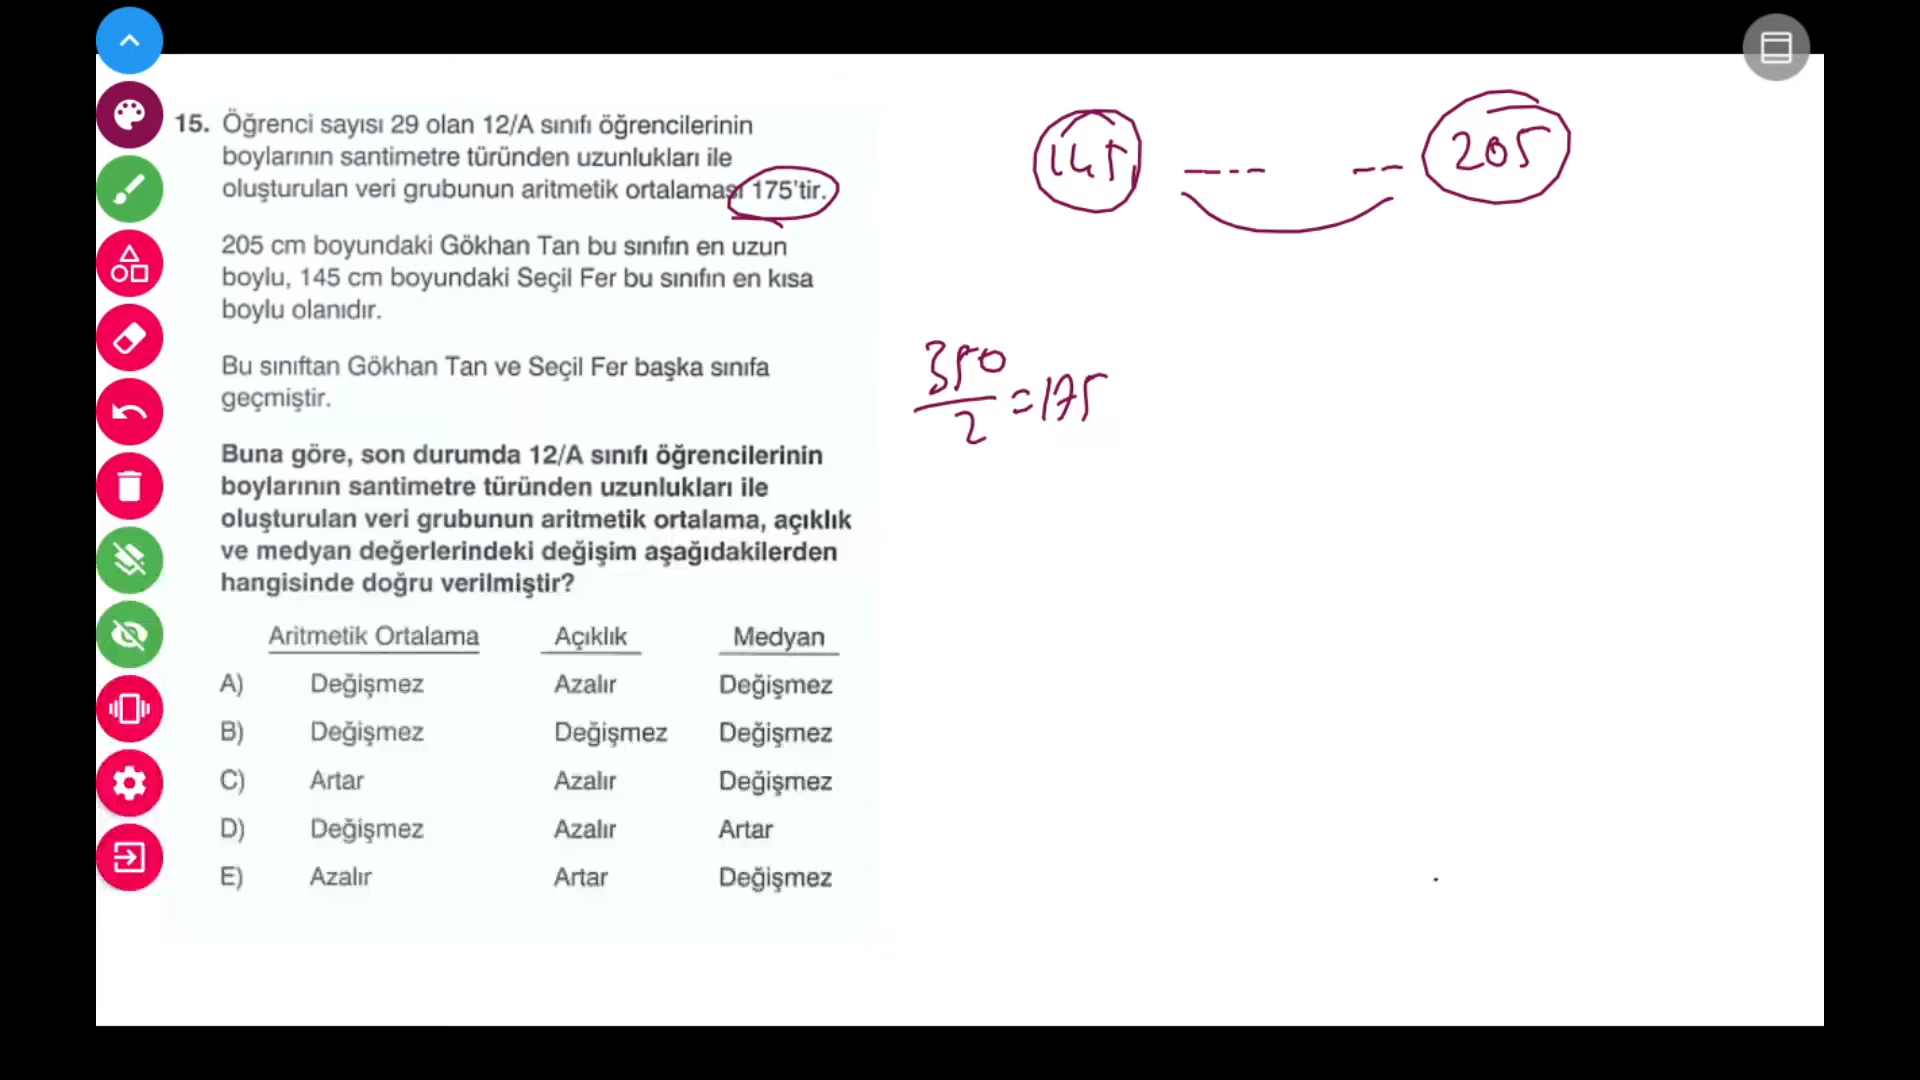 15. Öğrenci sayısı 29 olan 12/A sınıfı öğrencilerinin
boylarının santimetre türünden uzunlukları ile
oluşturulan veri grubunun aritmetik ortalaması 175'tir.
205 cm boyundaki Gökhan Tan bu sınıfın en uzun
boylu, 145 cm boyundaki Seçil Fer bu sınıfın en kısa
boylu olanıdır.
Bu sınıftan Gökhan Tan ve Seçil Fer başka sınıfa
geçmiştir.
Buna göre, son durumda 12/A sınıfı öğrencilerinin
boylarının santimetre türünden uzunlukları ile
oluşturulan veri grubunun aritmetik ortalama, açıklık
ve medyan değerlerindeki değişim aşağıdakilerden
hangisinde doğru verilmiştir?
Aritmetik Ortalama Açıklık Medyan
A) Değişmez Azalır Değişmez
B) Değişmez Değişmez Değişmez
C) Artar Azalır Değişmez
D) Değişmez Azalır Artar
E) Azalır Artar Değişmez
145 ---- -- 205
350
2
=175